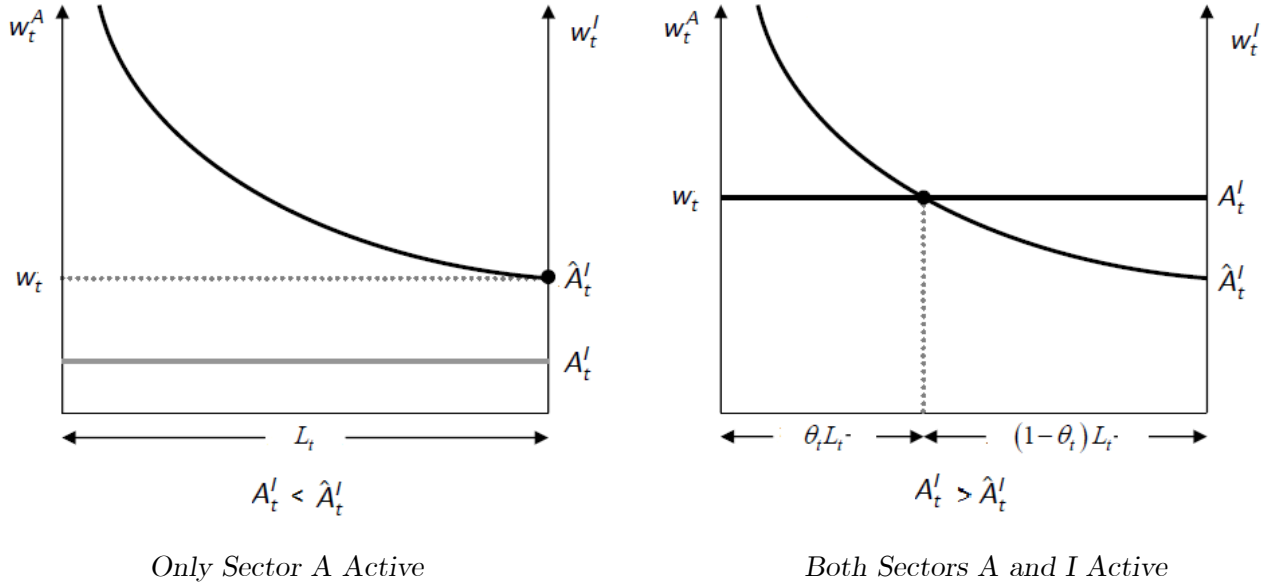 w_t^A
w_t^I
w_t
Â_t^I
A_t^I
L_t
A_t^I < Â_t^I
Only Sector A Active
w_t^A
w_t^I
w_t
A_t^I
Â_t^I
θ_t L_t
(1−θ_t) L_t
A_t^I > Â_t^I
Both Sectors A and I Active